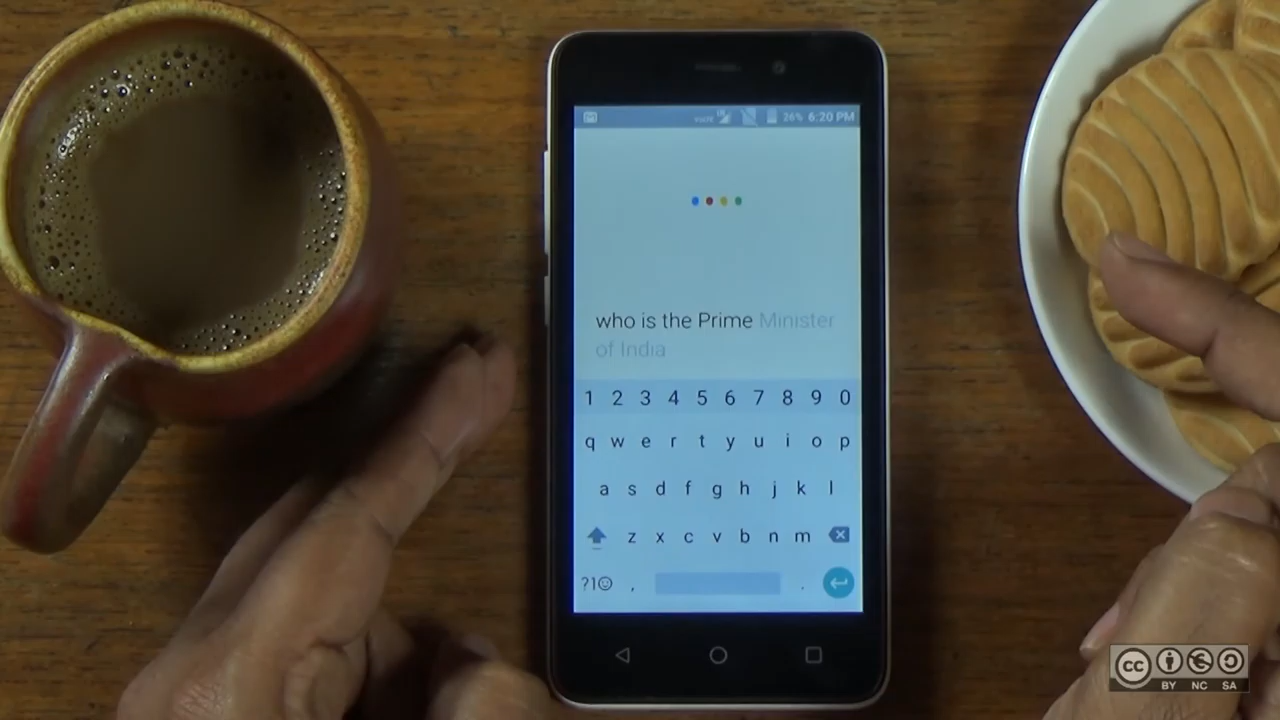 26% 6:20 PM
who is the Prime Minister
of India
1 2 3 4 5 6 7 8 9 0
q w e r t y u i o p
a s d f g h j k l
z x c v b n m
?1☺ , .
cc
BY NC SA